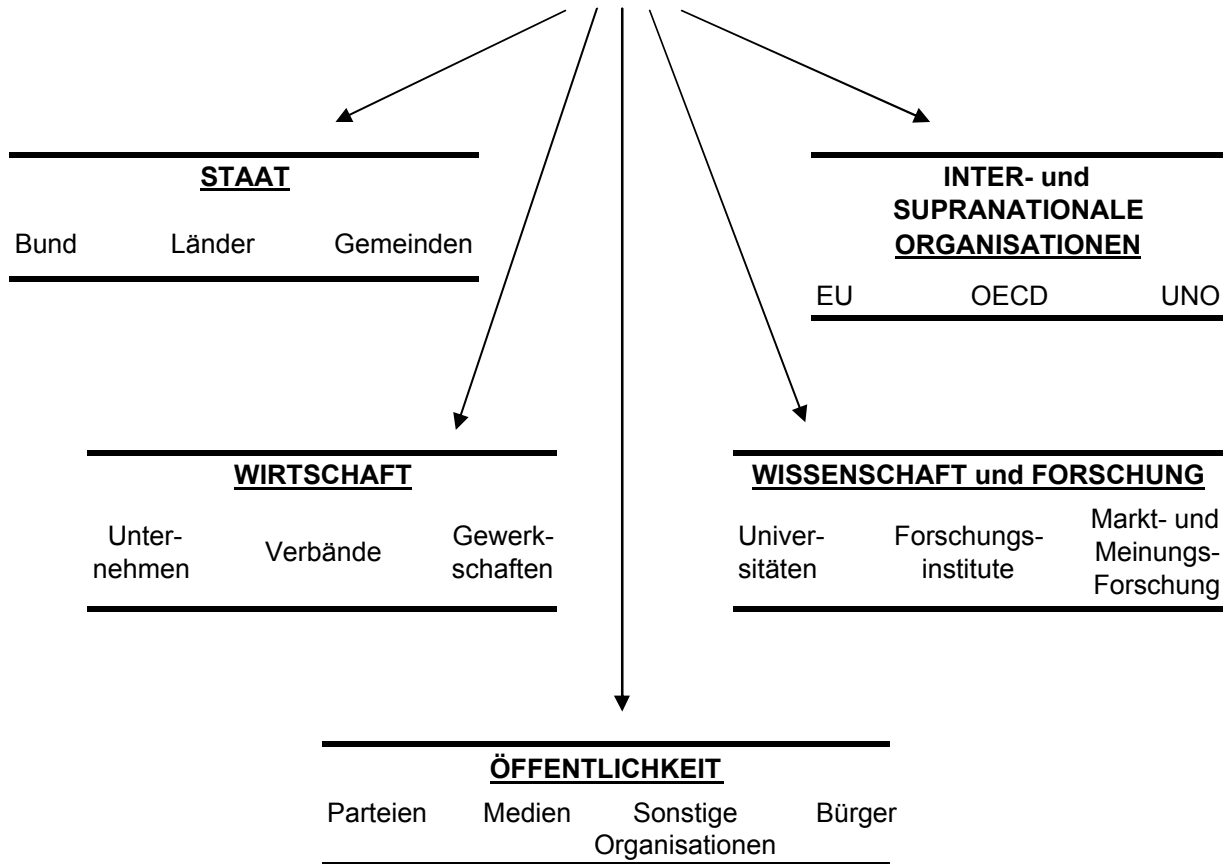 STAAT
Bund Länder Gemeinden
INTER- und
SUPRANATIONALE
ORGANISATIONEN
EU OECD UNO
WIRTSCHAFT
Unter-
nehmen
Verbände
Gewerk-
schaften
WISSENSCHAFT und FORSCHUNG
Univer-
sitäten
Forschungs-
institute
Markt- und
Meinungs-
Forschung
ÖFFENTLICHKEIT
Parteien Medien Sonstige Bürger
Organisationen